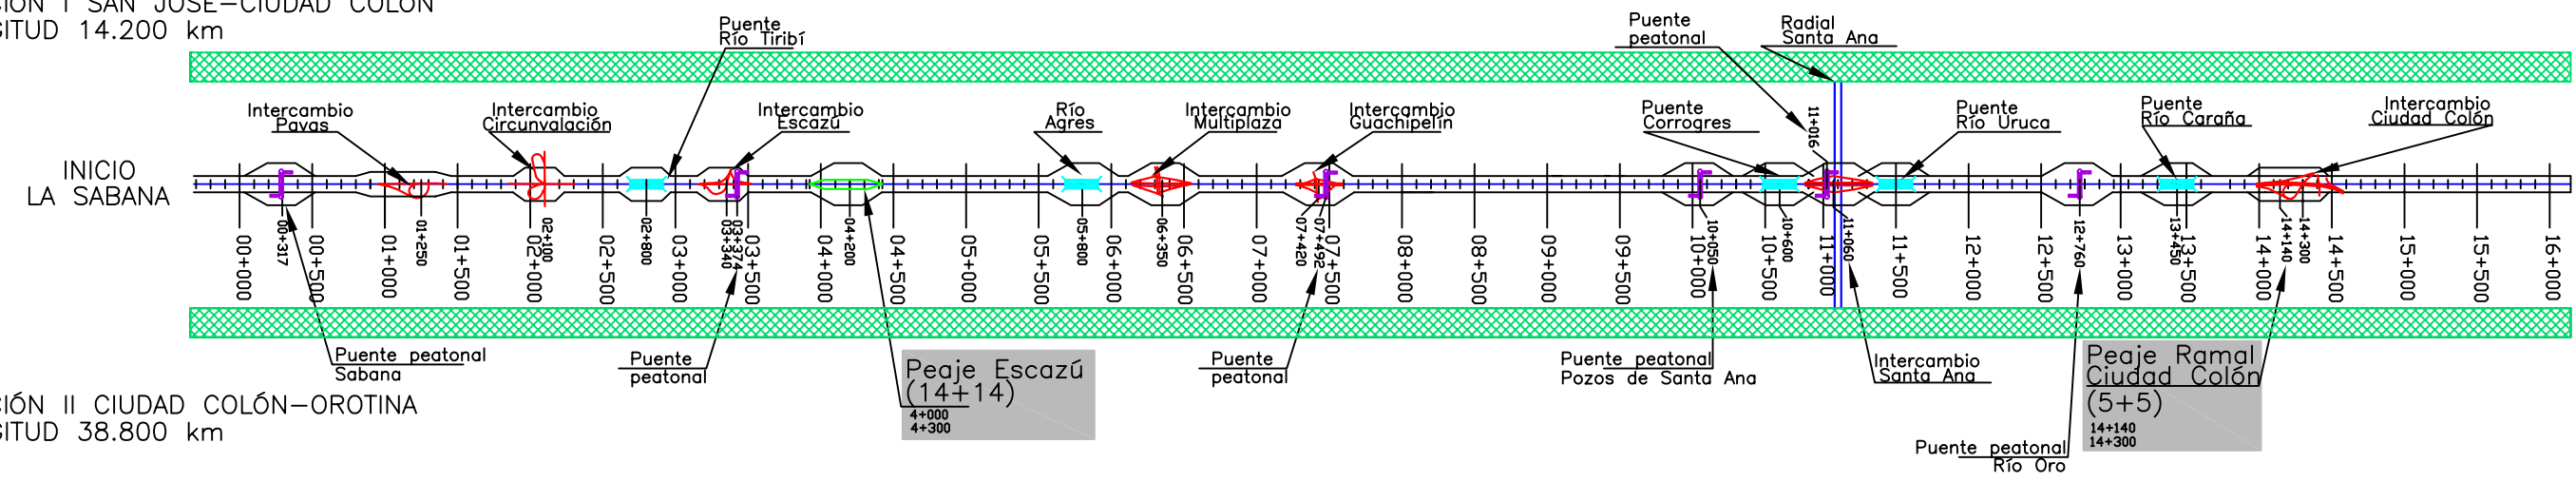 CIÓN I SAN JOSÉ–CIUDAD COLÓN
GITUD 14.200 km
Puente
Río Tiribí
Puente
peatonal
Radial
Santa Ana
Intercambio
Pavas
Intercambio
Circunvalación
Intercambio
Escazú
Río
Agres
Intercambio
Multiplaza
Intercambio
Guachipelín
Puente
Corrogres
11+016
Puente
Río Uruca
Puente
Río Caraña
Intercambio
Ciudad Colón
INICIO
LA SABANA
00+317
01+250
02+100
02+800
03+340
03+374
04+200
05+800
06+350
07+420
07+492
10+050
10+600
11+060
12+760
13+450
14+140
14+300
00+000
00+500
01+000
01+500
02+000
02+500
03+000
03+500
04+000
04+500
05+000
05+500
06+000
06+500
07+000
07+500
08+000
08+500
09+000
09+500
10+000
10+500
11+000
11+500
12+000
12+500
13+000
13+500
14+000
14+500
15+000
15+500
16+000
Puente peatonal
Sabana
Puente
peatonal
Peaje Escazú
(14+14)
4+000
4+300
Puente
peatonal
Puente peatonal
Pozos de Santa Ana
Intercambio
Santa Ana
Peaje Ramal
Ciudad Colón
(5+5)
14+140
14+300
Puente peatonal
Río Oro
CIÓN II CIUDAD COLÓN–OROTINA
GITUD 38.800 km